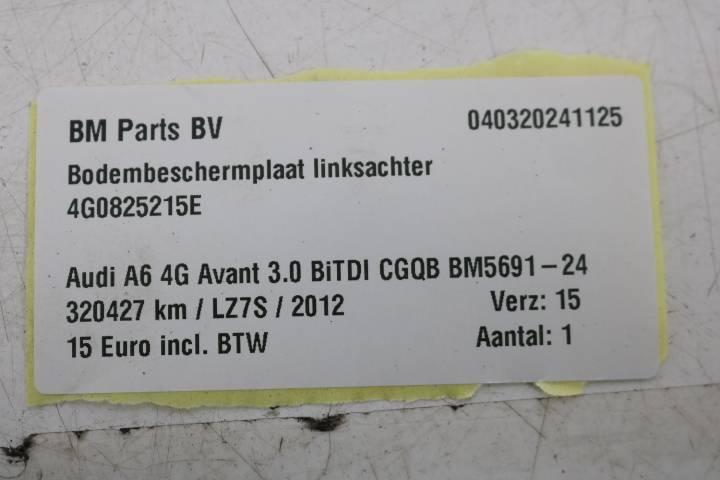 BM Parts BV 040320241125
Bodembeschermplaat linksachter
4G0825215E
Audi A6 4G Avant 3.0 BiTDI CGQB BM5691-24
320427 km / LZ7S / 2012 Verz: 15
15 Euro incl. BTW Aantal: 1